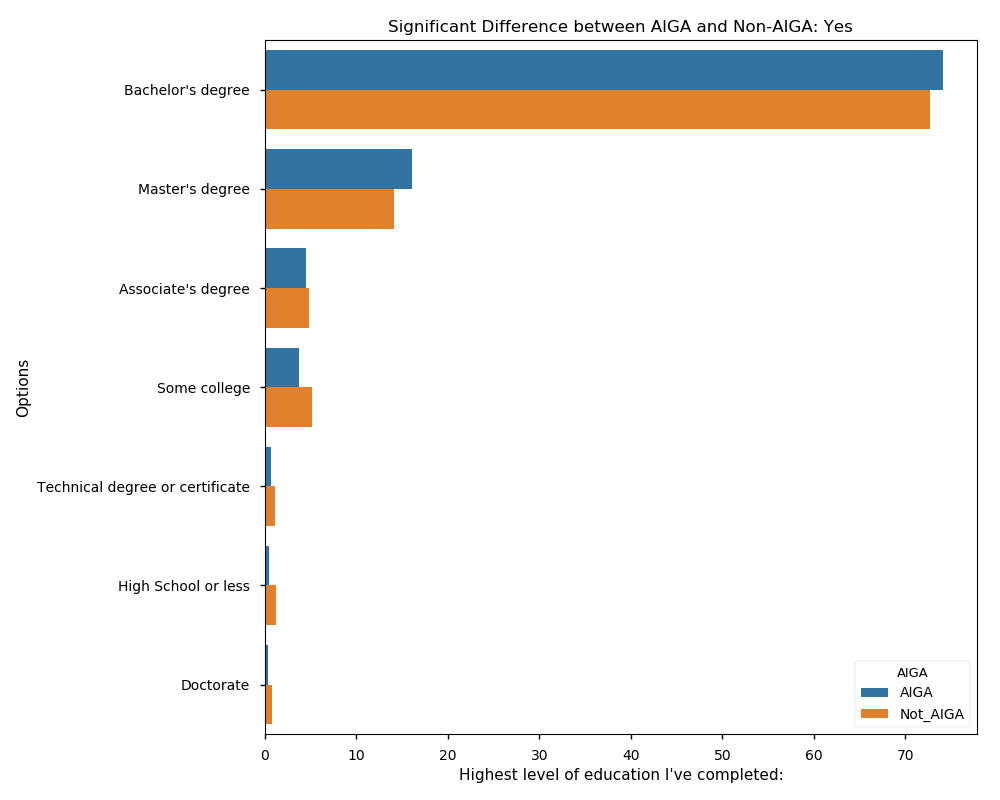 Significant Difference between AIGA and Non-AIGA: Yes
Options
Bachelor's degree
Master's degree
Associate's degree
Some college
Technical degree or certificate
High School or less
Doctorate
AIGA
AIGA
Not_AIGA
0 10 20 30 40 50 60 70
Highest level of education I've completed: